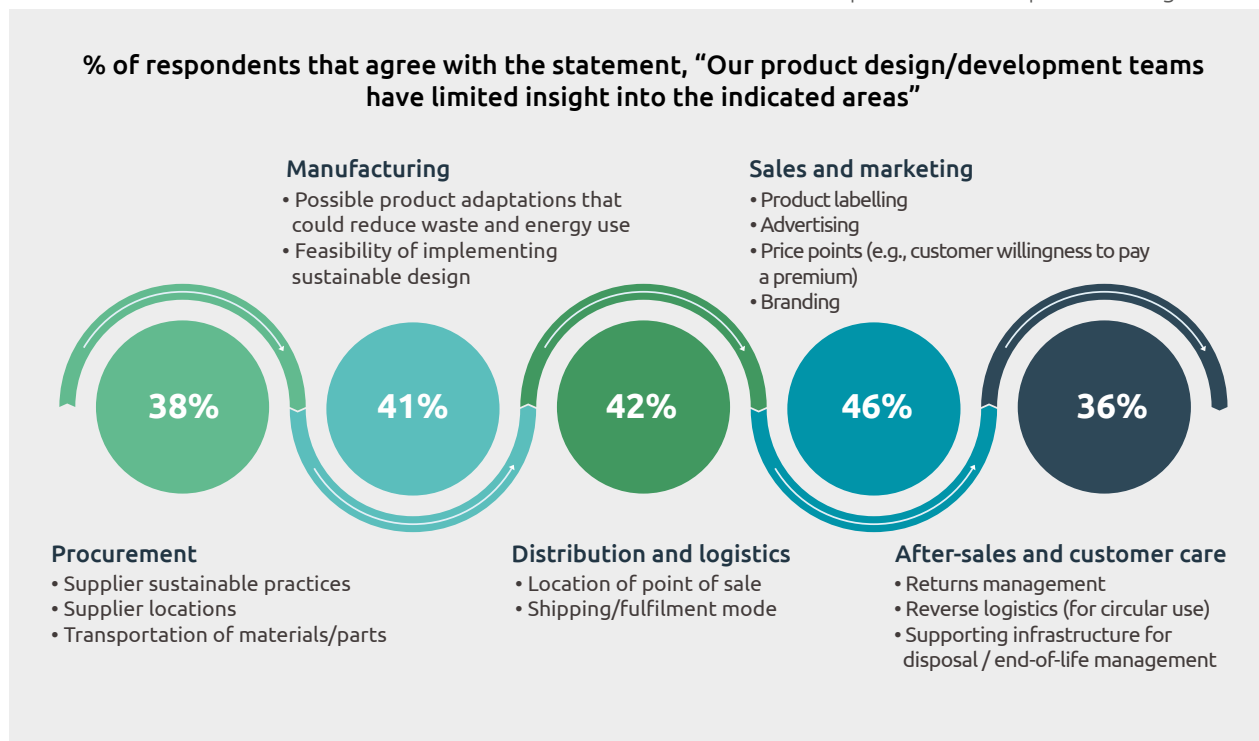 % of respondents that agree with the statement, “Our product design/development teams
have limited insight into the indicated areas”
Manufacturing
• Possible product adaptations that
could reduce waste and energy use
• Feasibility of implementing
sustainable design
Sales and marketing
• Product labelling
• Advertising
• Price points (e.g., customer willingness to pay
a premium)
• Branding
38%
41%
42%
46%
36%
Procurement
• Supplier sustainable practices
• Supplier locations
• Transportation of materials/parts
Distribution and logistics
• Location of point of sale
• Shipping/fulfilment mode
After-sales and customer care
• Returns management
• Reverse logistics (for circular use)
• Supporting infrastructure for
disposal / end-of-life management